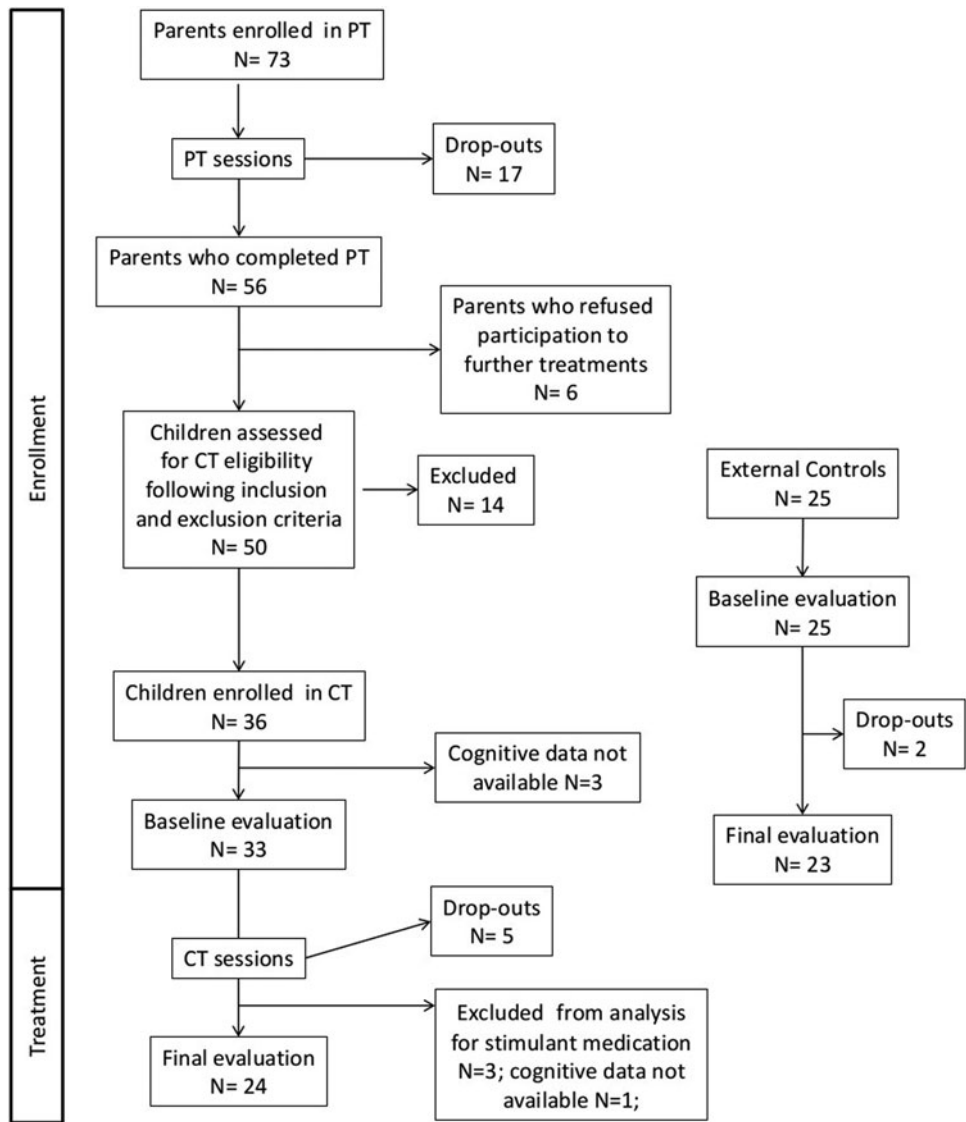 Parents enrolled in PT
N= 73
PT sessions
Drop-outs
N= 17
Parents who completed PT
N= 56
Parents who refused
participation to
further treatments
N= 6
Children assessed
for CT eligibility
following inclusion
and exclusion criteria
N= 50
Excluded
N= 14
Children enrolled in CT
N= 36
Cognitive data not
available N=3
Baseline evaluation
N= 33
Enrollment
External Controls
N= 25
Baseline evaluation
N= 25
Drop-outs
N= 2
Final evaluation
N= 23
CT sessions
Drop-outs
N= 5
Excluded from analysis
for stimulant medication
N=3; cognitive data not
available N=1;
Final evaluation
N= 24
Treatment